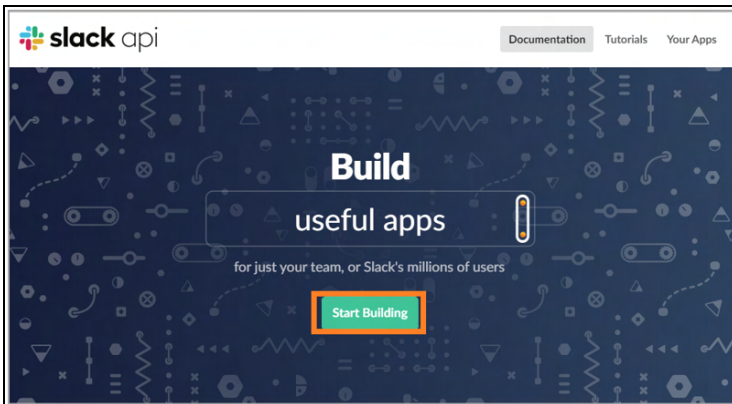 slack api
Documentation Tutorials Your Apps
Build
useful apps
for just your team, or Slack's millions of users
Start Building